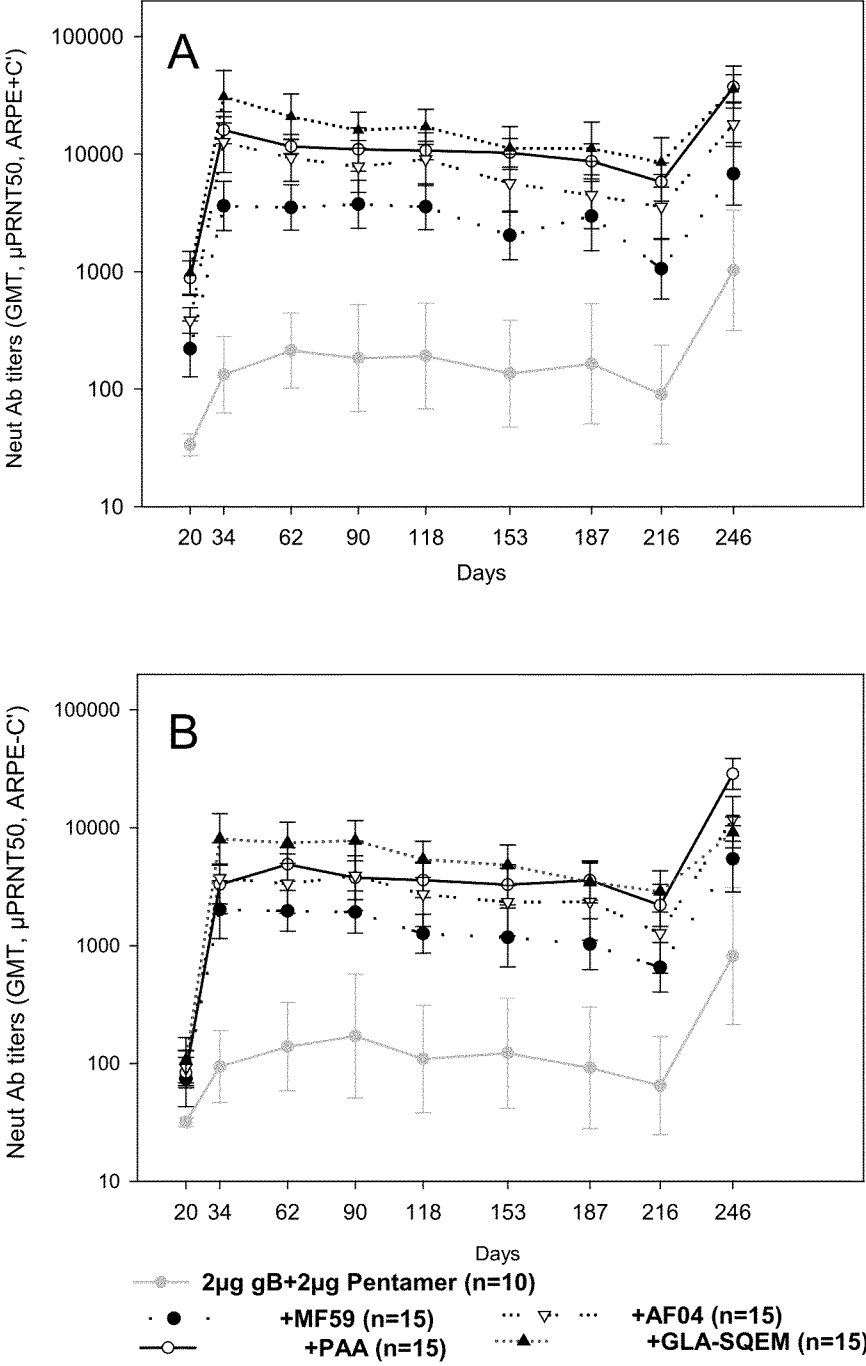 A
100000
10000
1000
100
10
Neut Ab titers (GMT, µPRNT50, ARPE+C')
20 34 62 90 118 153 187 216 246
Days
B
100000
10000
1000
100
10
Neut Ab titers (GMT, µPRNT50, ARPE-C')
20 34 62 90 118 153 187 216 246
Days
2µg gB+2µg Pentamer (n=10)
+MF59 (n=15) +AF04 (n=15)
+PAA (n=15) +GLA-SQEM (n=15)